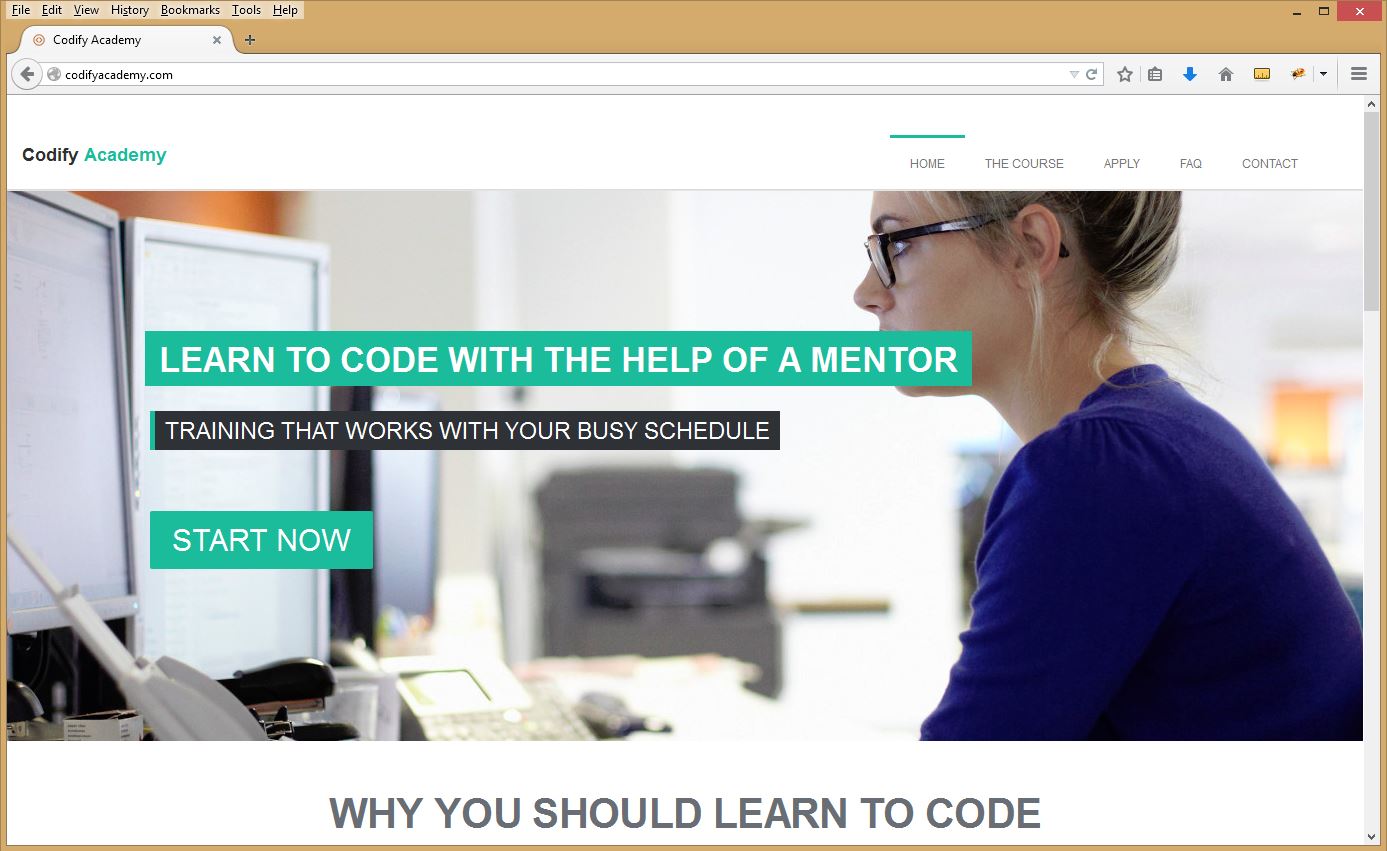 File Edit View History Bookmarks Tools Help
Codify Academy
codifyacademy.com
Codify Academy
HOME THE COURSE APPLY FAQ CONTACT
LEARN TO CODE WITH THE HELP OF A MENTOR
TRAINING THAT WORKS WITH YOUR BUSY SCHEDULE
START NOW
WHY YOU SHOULD LEARN TO CODE